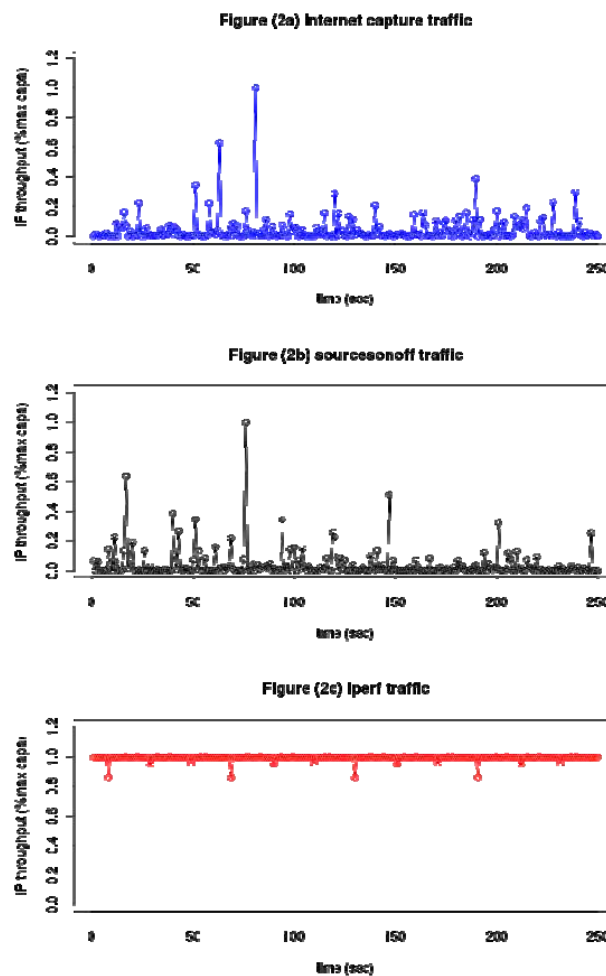 Figure (2a) Internet capture traffic
IP throughput (%max capa)
1.2
1.0
0.8
0.6
0.4
0.2
0.0
0 50 100 150 200 250
time (sec)
Figure (2b) sourcesonoff traffic
IP throughput (%max capa)
1.2
1.0
0.8
0.6
0.4
0.2
0.0
0 50 100 150 200 250
time (sec)
Figure (2c) Iperf traffic
IP throughput (%max capa)
1.2
1.0
0.8
0.6
0.4
0.2
0.0
0 50 100 150 200 250
time (sec)